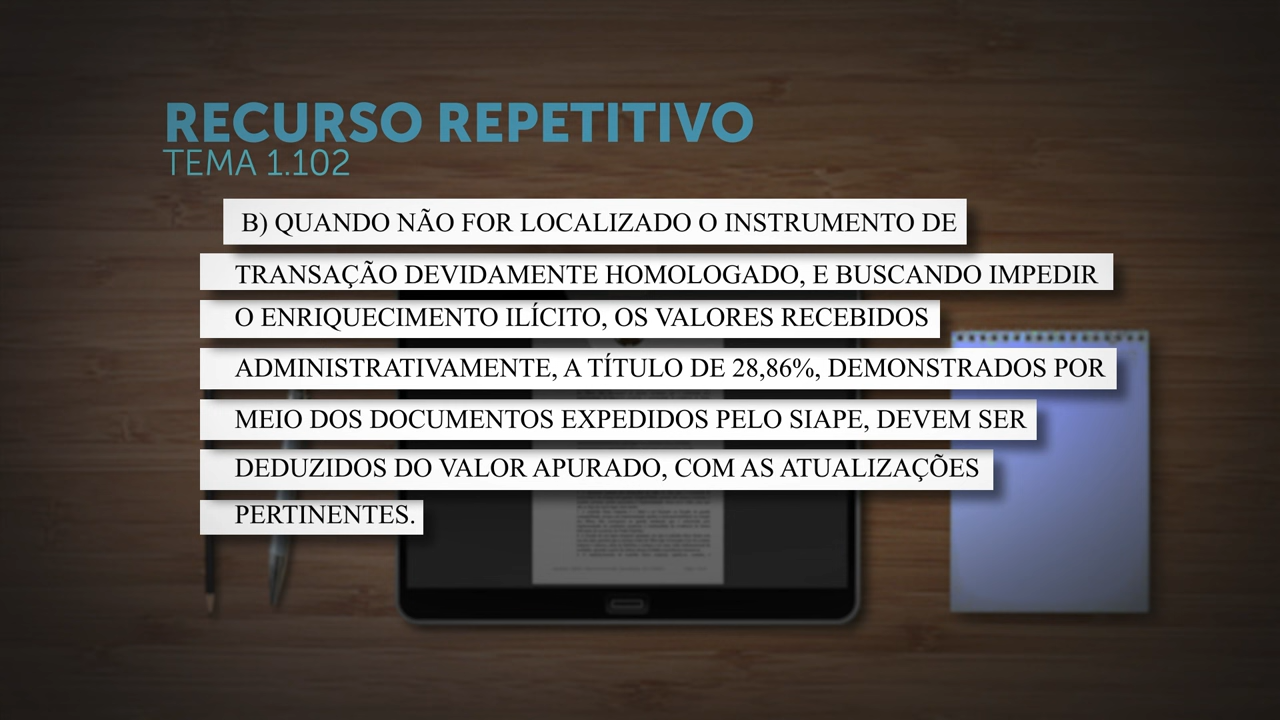 RECURSO REPETITIVO
TEMA 1.102
B) QUANDO NÃO FOR LOCALIZADO O INSTRUMENTO DE
TRANSAÇÃO DEVIDAMENTE HOMOLOGADO, E BUSCANDO IMPEDIR
O ENRIQUECIMENTO ILÍCITO, OS VALORES RECEBIDOS
ADMINISTRATIVAMENTE, A TÍTULO DE 28,86%, DEMONSTRADOS POR
MEIO DOS DOCUMENTOS EXPEDIDOS PELO SIAPE, DEVEM SER
DEDUZIDOS DO VALOR APURADO, COM AS ATUALIZAÇÕES
PERTINENTES.